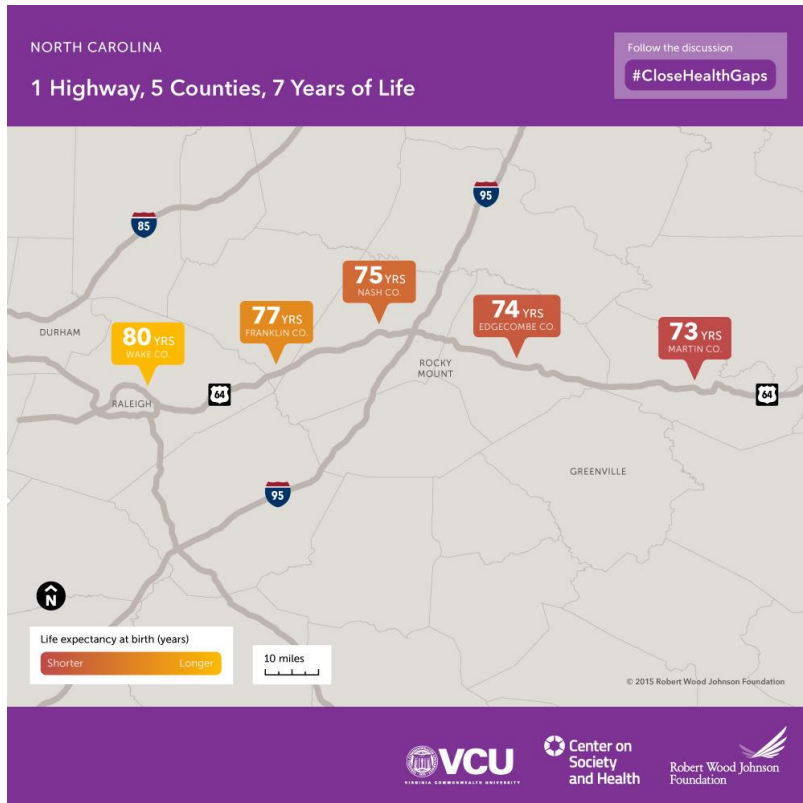 NORTH CAROLINA
1 Highway, 5 Counties, 7 Years of Life
Follow the discussion
#CloseHealthGaps
95
85
75 YRS
NASH CO.
77 YRS
FRANKLIN CO.
74 YRS
EDGECOMBE CO.
80 YRS
WAKE CO.
73 YRS
MARTIN CO.
DURHAM
ROCKY
MOUNT
64
64
RALEIGH
GREENVILLE
95
N
Life expectancy at birth (years)
Shorter
Longer
10 miles
© 2015 Robert Wood Johnson Foundation
VCU
VIRGINIA COMMONWEALTH UNIVERSITY
Center on
Society
and Health
Robert Wood Johnson
Foundation